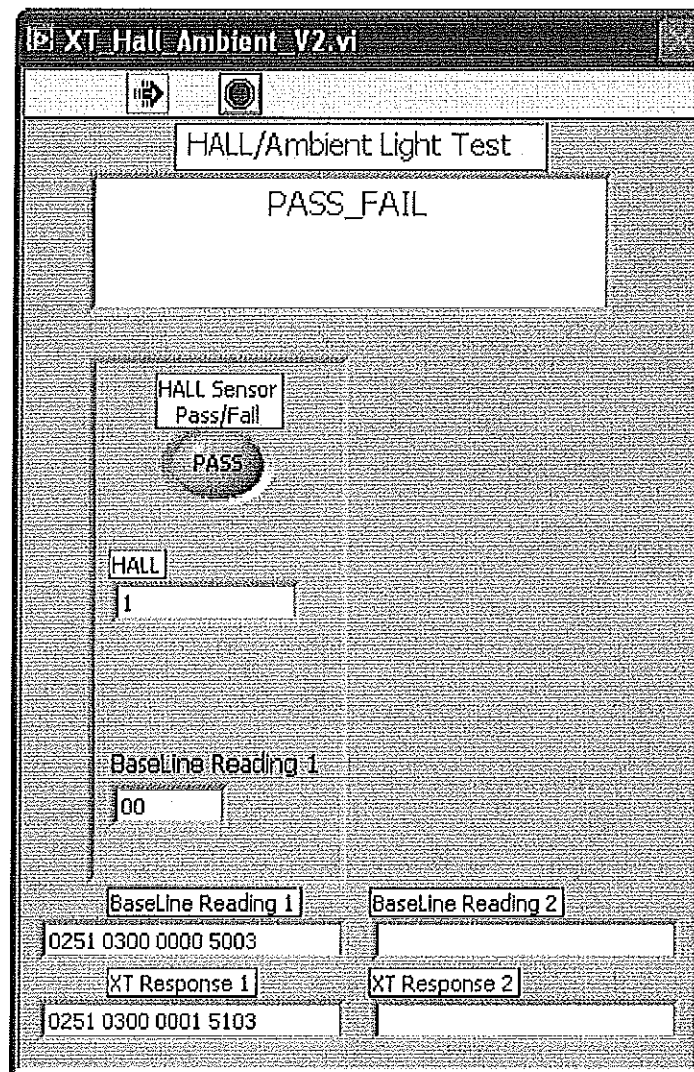 XT_Hall_Ambient_V2.vi
HALL/Ambient Light Test
PASS_FAIL
HALL Sensor
Pass/Fail
PASS
HALL
1
BaseLine Reading 1
00
BaseLine Reading 1
BaseLine Reading 2
0251 0300 0000 5003
XT Response 1
XT Response 2
0251 0300 0001 5103